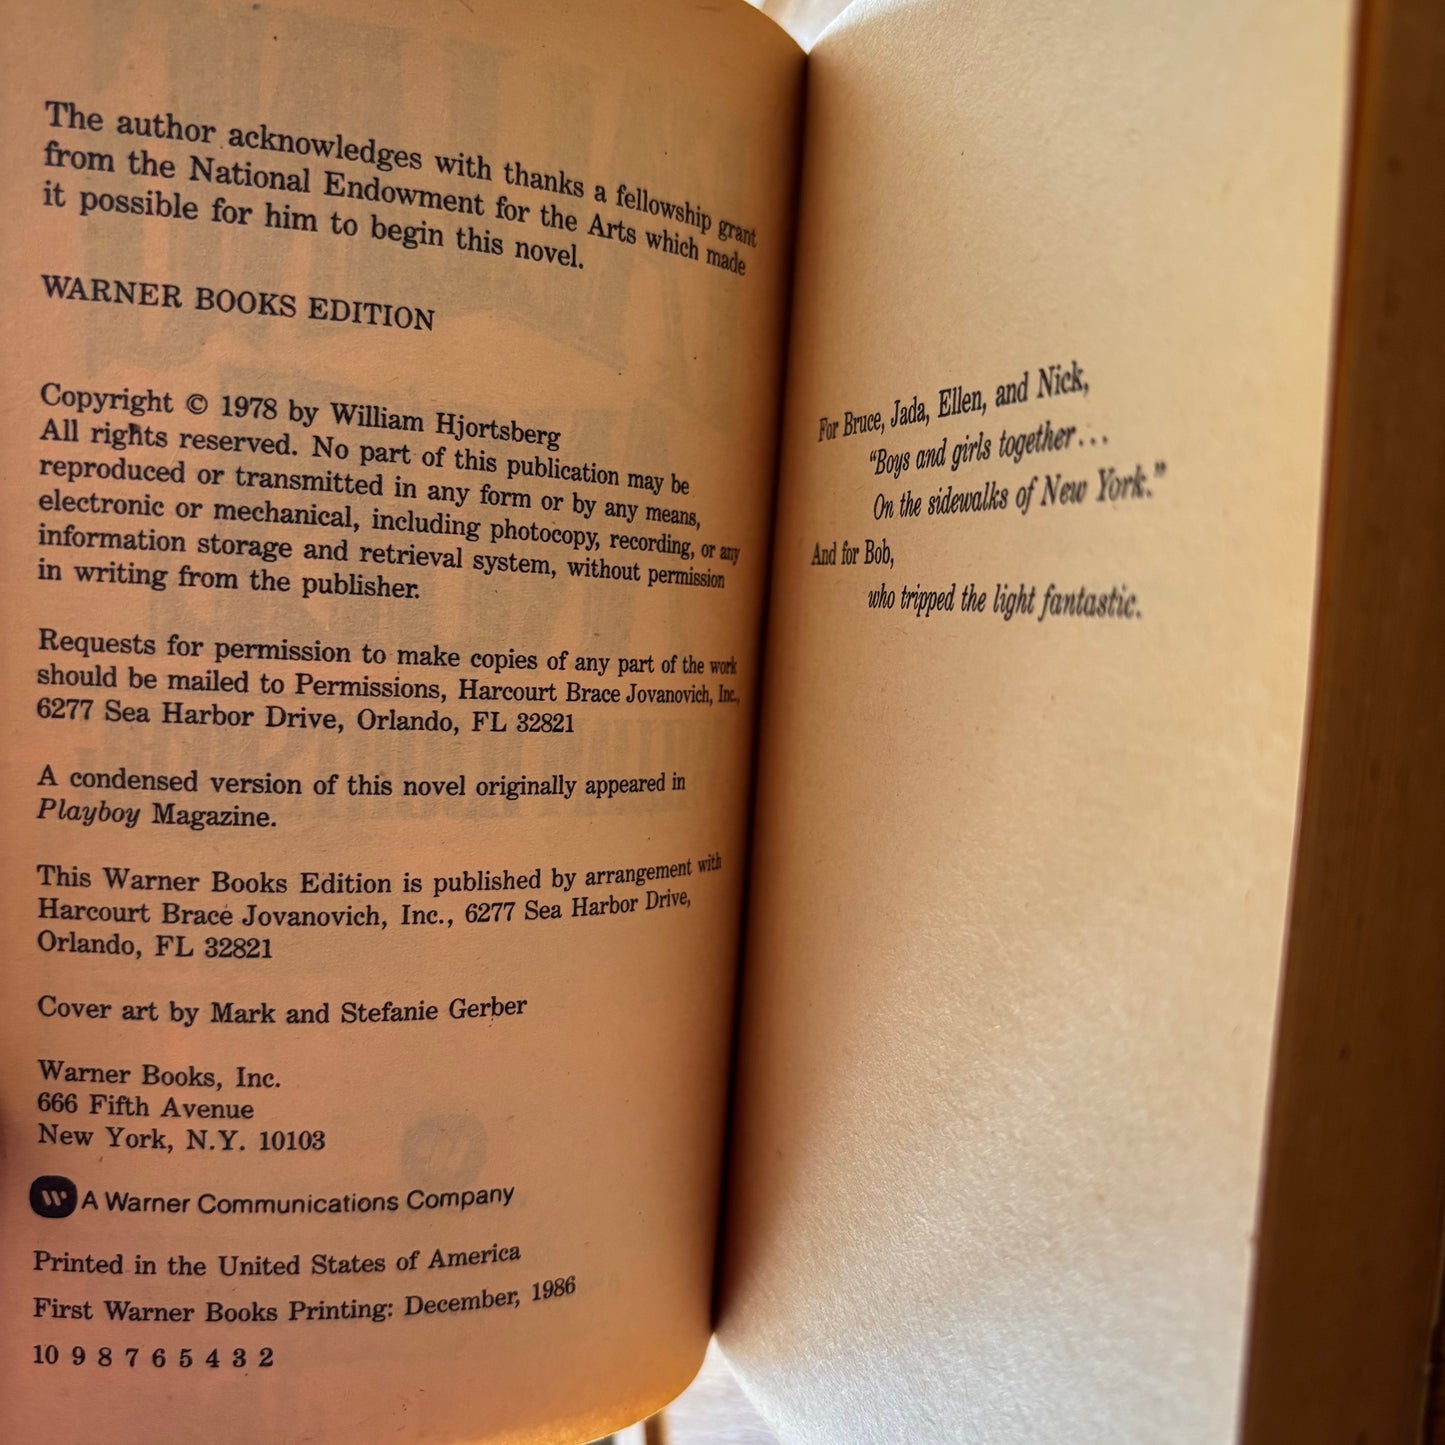 The author acknowledges with thanks a fellowship grant
from the National Endowment for the Arts which made
it possible for him to begin this novel.
WARNER BOOKS EDITION
Copyright © 1978 by William Hjortsberg
All rights reserved. No part of this publication may be
reproduced or transmitted in any form or by any means,
electronic or mechanical, including photocopy, recording, or any
information storage and retrieval system, without permission
in writing from the publisher.
Requests for permission to make copies of any part of the work
should be mailed to Permissions, Harcourt Brace Jovanovich, Inc.,
6277 Sea Harbor Drive, Orlando, FL 32821
A condensed version of this novel originally appeared in
Playboy Magazine.
This Warner Books Edition is published by arrangement with
Harcourt Brace Jovanovich, Inc., 6277 Sea Harbor Drive,
Orlando, FL 32821
Cover art by Mark and Stefanie Gerber
Warner Books, Inc.
666 Fifth Avenue
New York, N.Y. 10103
A Warner Communications Company
Printed in the United States of America
First Warner Books Printing: December, 1986
10 9 8 7 6 5 4 3 2
For Bruce, Jada, Ellen, and Nick,
"Boys and girls together...
On the sidewalks of New York."
And for Bob,
who tripped the light fantastic.